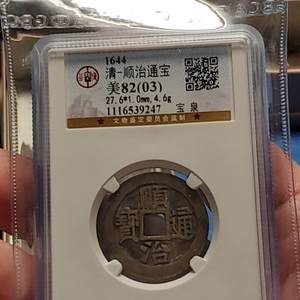 1644
清-顺治通宝
美82(03)
27.6*1.0mm,4.6g
1116539247 宝泉
★ 文物鉴定委员会监制 ★
順治通寳